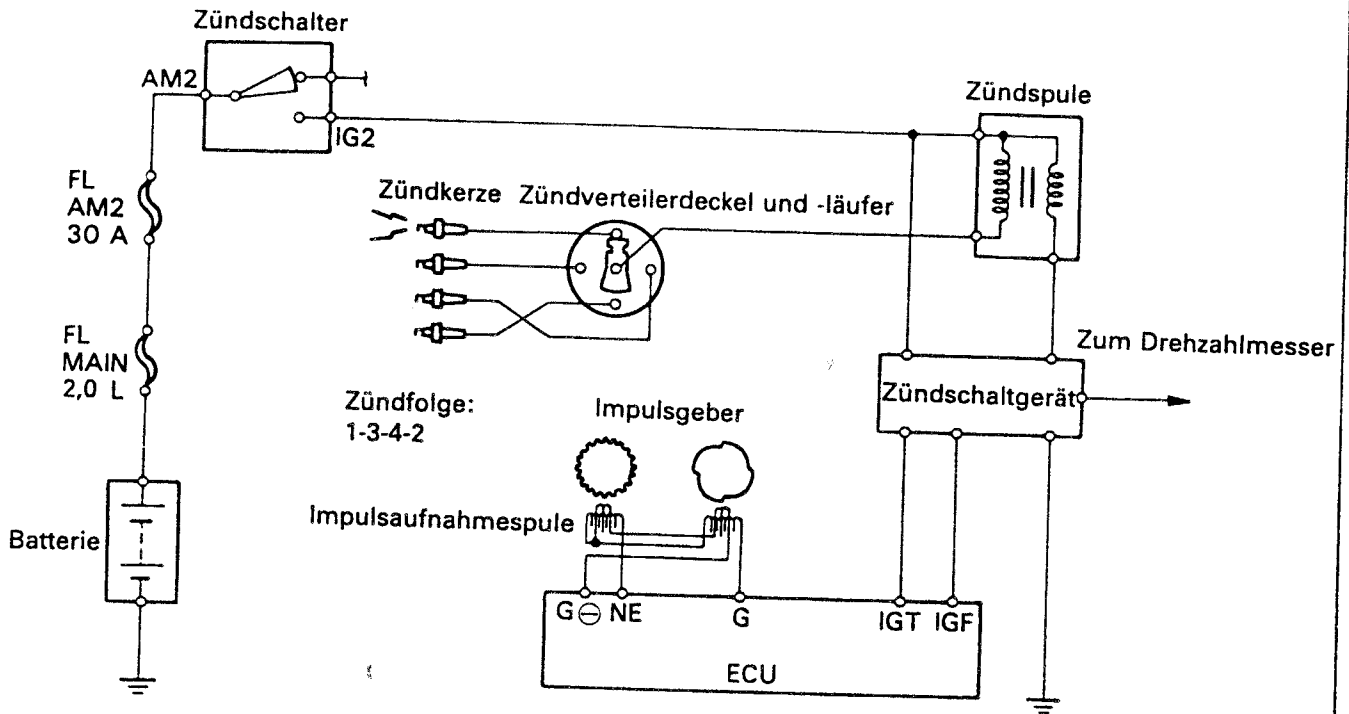 Zündschalter
AM2
IG2
Zündspule
FL
AM2
30 A
Zündkerze Zündverteilerdeckel und -läufer
FL
MAIN
2,0 L
Zum Drehzahlmesser
Zündschaltgerät
Zündfolge:
1-3-4-2
Impulsgeber
Impulsaufnahmespule
Batterie
G ⊖ NE G IGT IGF
ECU